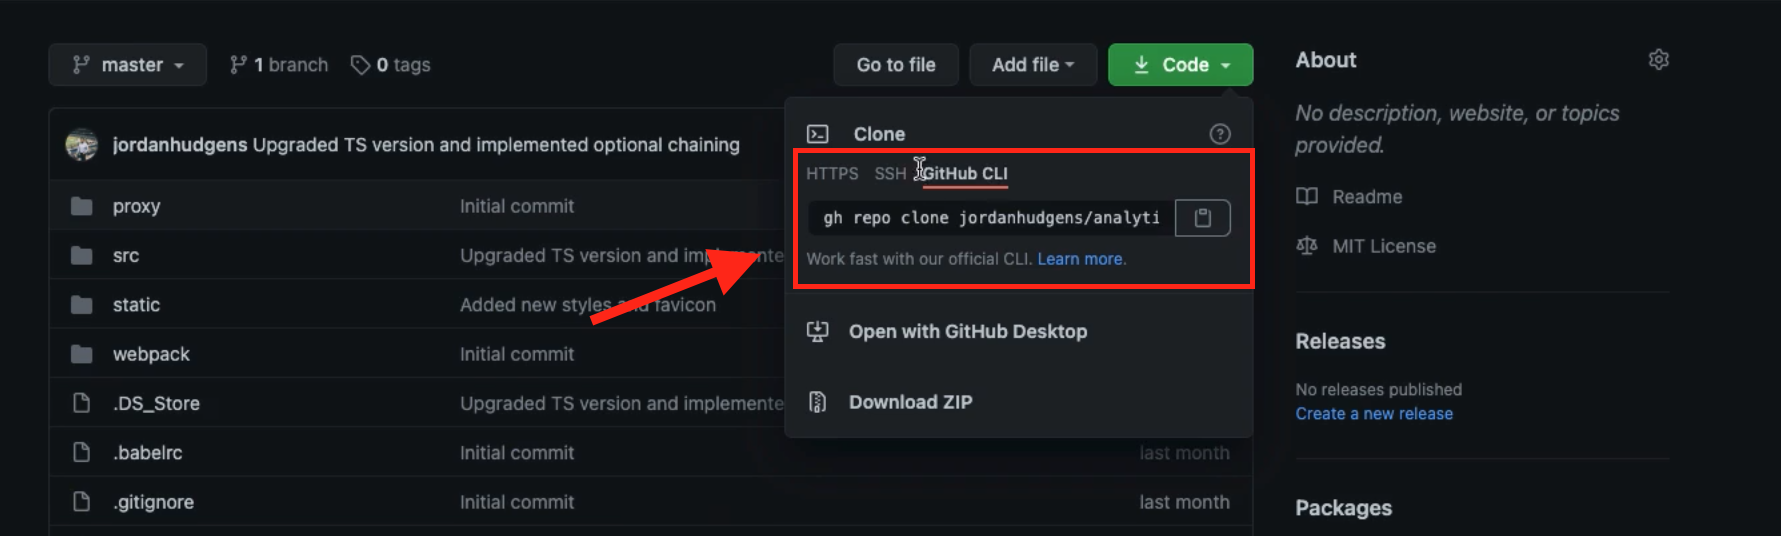 master
1 branch
0 tags
Go to file
Add file
Code
About
No description, website, or topics
provided.
Readme
MIT License
Releases
No releases published
Create a new release
Packages
Clone
HTTPS SSH GitHub CLI
gh repo clone jordanhudgens/analyti
Work fast with our official CLI. Learn more.
Open with GitHub Desktop
Download ZIP
jordanhudgens Upgraded TS version and implemented optional chaining
proxy Initial commit
src Upgraded TS version and implemente
static Added new styles and favicon
webpack Initial commit
.DS_Store Upgraded TS version and implemente
.babelrc Initial commit last month
.gitignore Initial commit last month